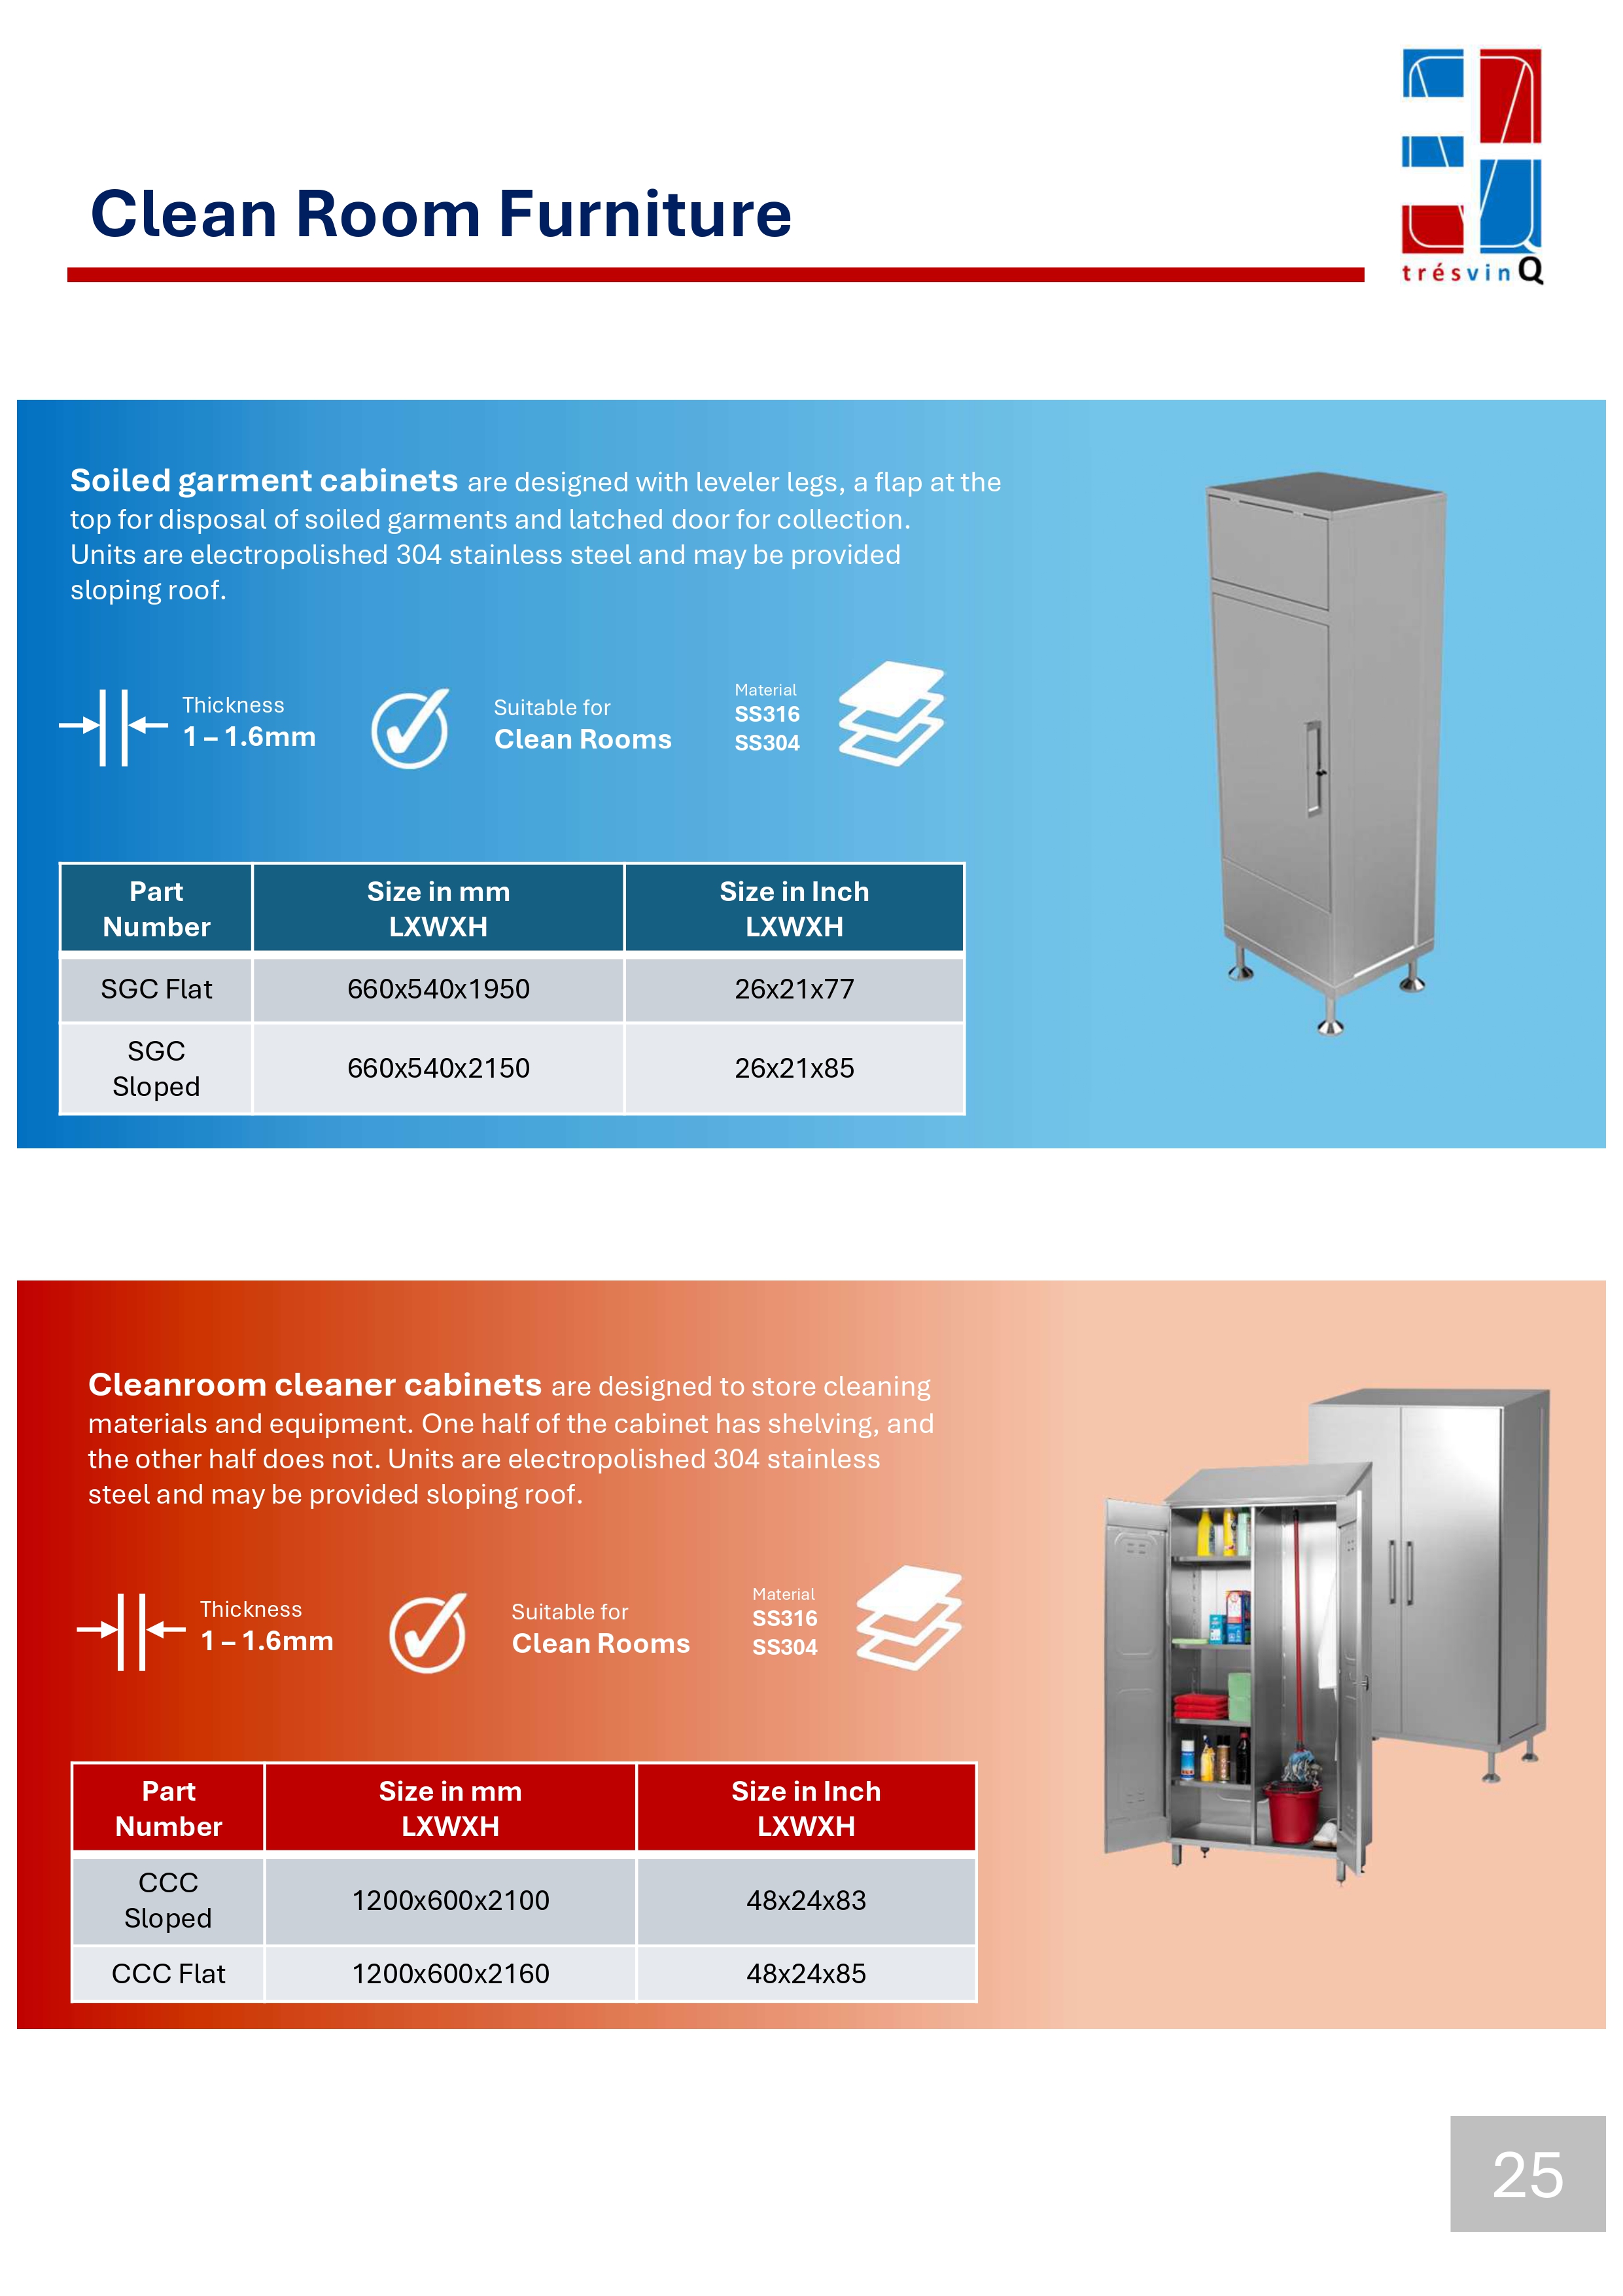 Clean Room Furniture
trésvinQ
Soiled garment cabinets are designed with leveler legs, a flap at the
top for disposal of soiled garments and latched door for collection.
Units are electropolished 304 stainless steel and may be provided
sloping roof.
Thickness
1 – 1.6mm
Suitable for
Clean Rooms
Material
SS316
SS304
Part Number Size in mm LXWXH Size in Inch LXWXH
SGC Flat 660x540x1950 26x21x77
SGC Sloped 660x540x2150 26x21x85
Cleanroom cleaner cabinets are designed to store cleaning
materials and equipment. One half of the cabinet has shelving, and
the other half does not. Units are electropolished 304 stainless
steel and may be provided sloping roof.
Thickness
1 – 1.6mm
Suitable for
Clean Rooms
Material
SS316
SS304
Part Number Size in mm LXWXH Size in Inch LXWXH
CCC Sloped 1200x600x2100 48x24x83
CCC Flat 1200x600x2160 48x24x85
25